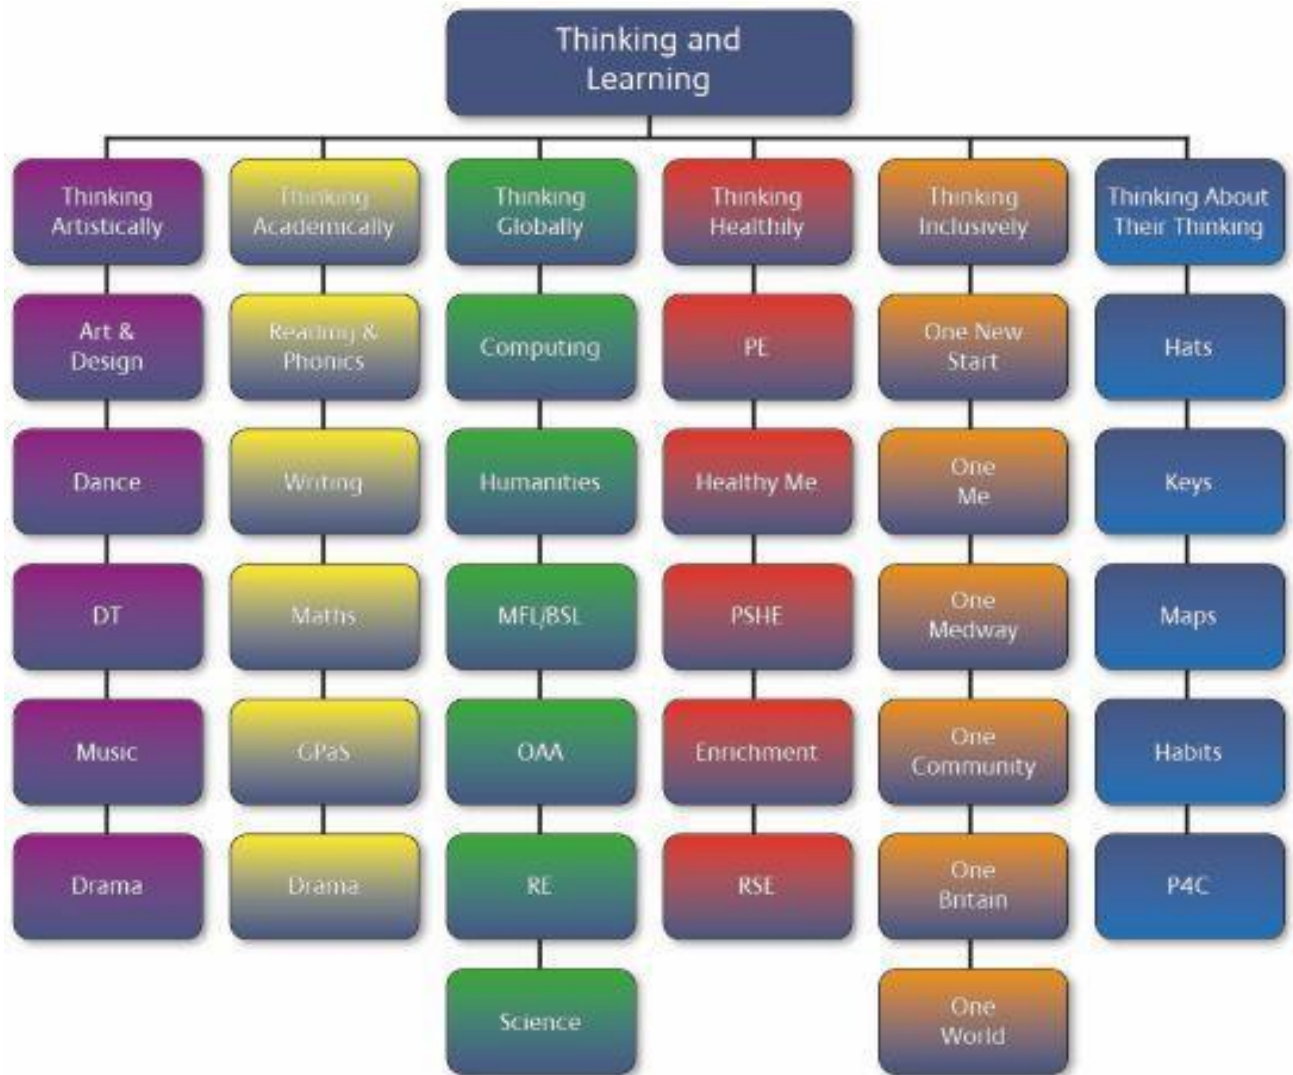 Thinking and
Learning
Thinking
Artistically
Art &
Design
Dance
DT
Music
Drama
Thinking
Academically
Reading &
Phonics
Writing
Maths
GPaS
Drama
Thinking
Globally
Computing
Humanities
MFL/BSL
OAA
RE
Science
Thinking
Healthily
PE
Healthy Me
PSHE
Enrichment
RSE
Thinking
Inclusively
One New
Start
One
Me
One
Medway
One
Community
One
Britain
One
World
Thinking About
Their Thinking
Hats
Keys
Maps
Habits
P4C